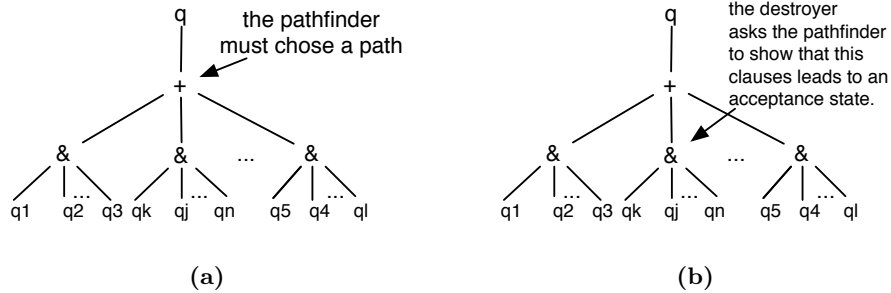 q
the pathfinder
must chose a path
+
& & ... &
q1 q2 ... q3 qk qj ... qn q5 q4 ... ql
(a)
q
the destroyer
asks the pathfinder
to show that this
clauses leads to an
acceptance state.
+
& & ... &
q1 q2 ... q3 qk qj ... qn q5 q4 ... ql
(b)